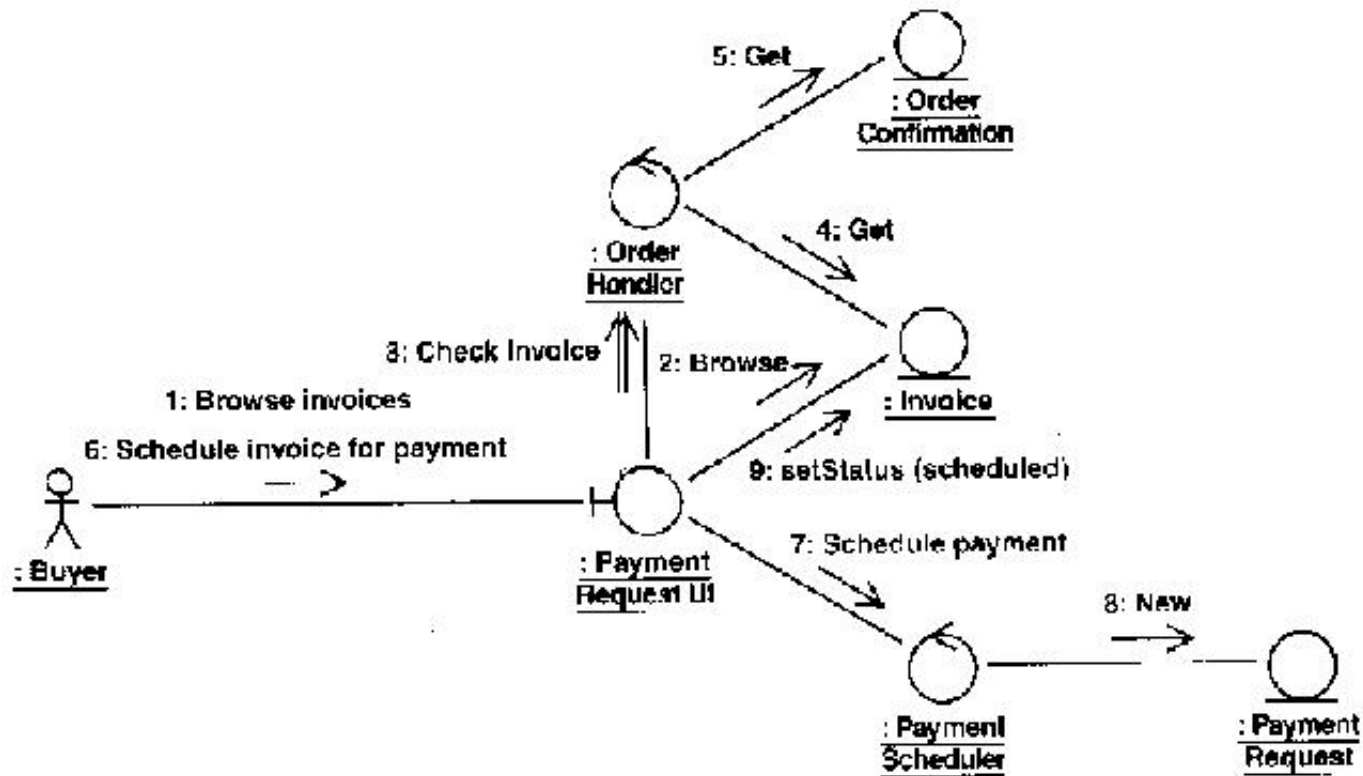 5: Get
: Order
Confirmation
4: Get
: Order
Handler
3: Check Invoice
2: Browse
: Invoice
1: Browse invoices
6: Schedule invoice for payment
9: setStatus (scheduled)
: Buyer
: Payment
Request UI
7: Schedule payment
8: New
: Payment
Scheduler
: Payment
Request